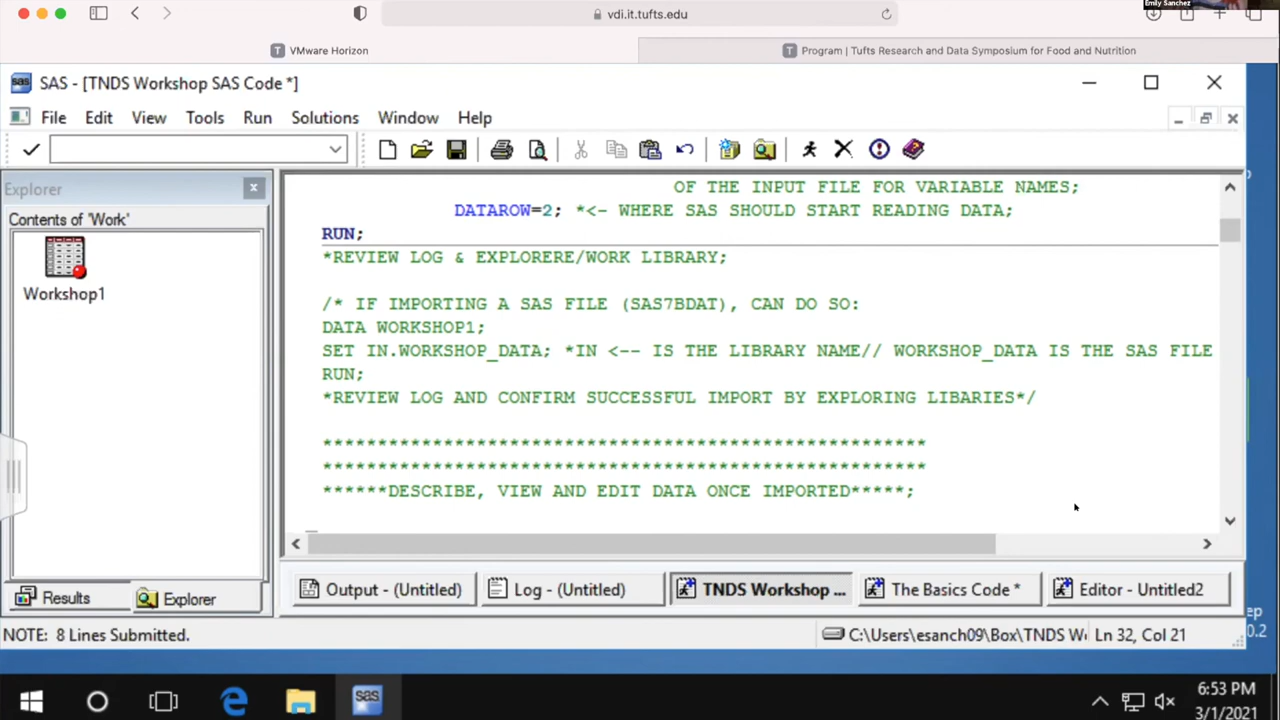 Emily Sanchez
vdi.it.tufts.edu
VMware Horizon
Program | Tufts Research and Data Symposium for Food and Nutrition
SAS - [TNDS Workshop SAS Code *]
File Edit View Tools Run Solutions Window Help
Explorer
Contents of 'Work'
Workshop1
OF THE INPUT FILE FOR VARIABLE NAMES;
DATAROW=2; *<- WHERE SAS SHOULD START READING DATA;
RUN;
*REVIEW LOG & EXPLORERE/WORK LIBRARY;
/* IF IMPORTING A SAS FILE (SAS7BDAT), CAN DO SO:
DATA WORKSHOP1;
SET IN.WORKSHOP_DATA; *IN <-- IS THE LIBRARY NAME// WORKSHOP_DATA IS THE SAS FILE
RUN;
*REVIEW LOG AND CONFIRM SUCCESSFUL IMPORT BY EXPLORING LIBARIES*/
*******************************************************
*******************************************************
******DESCRIBE, VIEW AND EDIT DATA ONCE IMPORTED*****;
Results Explorer
Output - (Untitled) Log - (Untitled) TNDS Workshop ... The Basics Code * Editor - Untitled2
NOTE: 8 Lines Submitted.
C:\Users\esanch09\Box\TNDS W
Ln 32, Col 21
ep
0.2
6:53 PM
3/1/2021